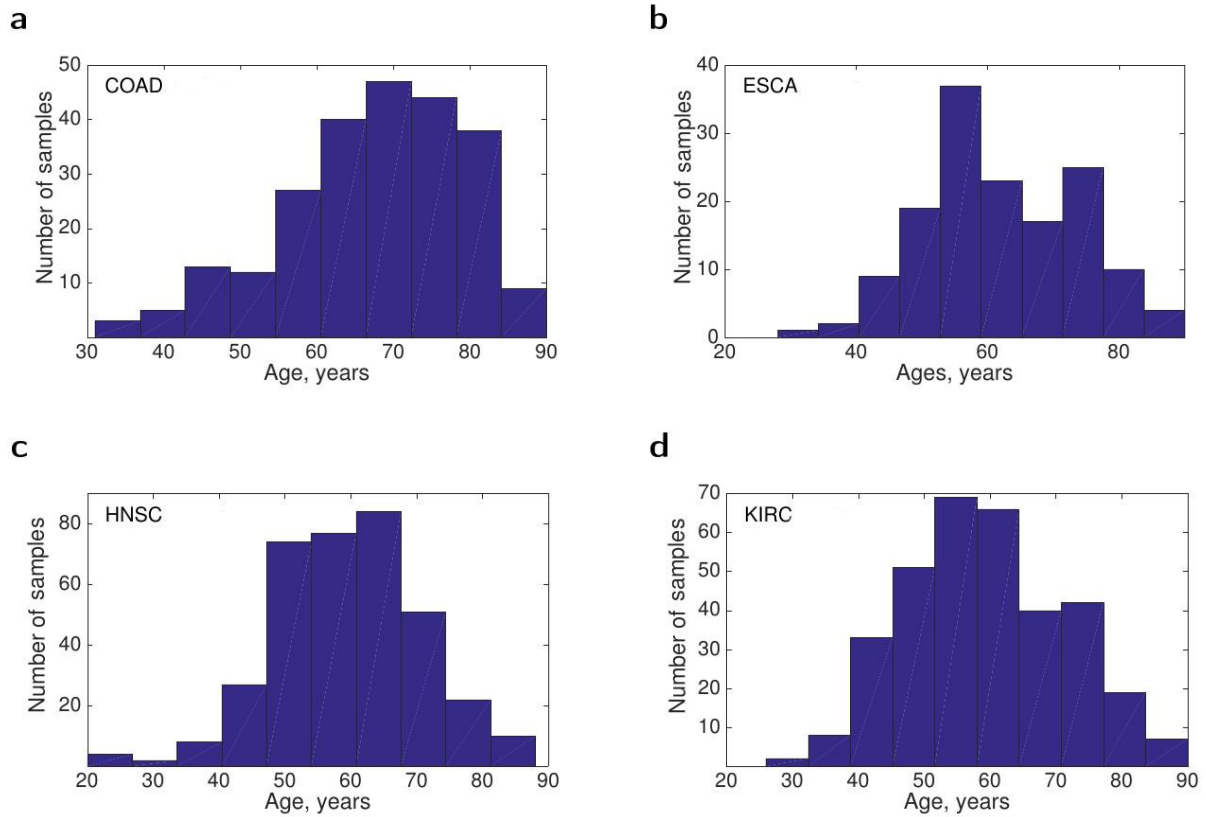 a
COAD
Number of samples
50
40
30
20
10
30 40 50 60 70 80 90
Age, years
b
ESCA
Number of samples
40
30
20
10
0
20 40 60 80
Ages, years
c
HNSC
Number of samples
80
60
40
20
20 30 40 50 60 70 80 90
Age, years
d
KIRC
Number of samples
70
60
50
40
30
20
10
20 30 40 50 60 70 80 90
Age, years